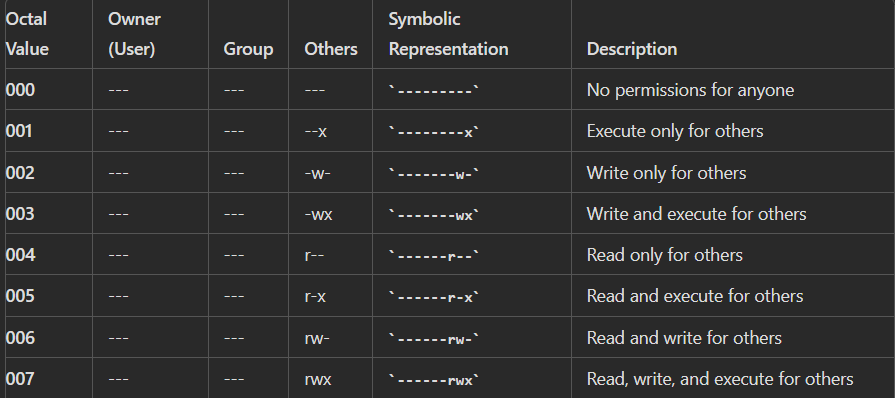 Octal Value Owner (User) Group Others Symbolic Representation Description
000 --- --- --- `---------` No permissions for anyone
001 --- --- --x `--------x` Execute only for others
002 --- --- -w- `-------w-` Write only for others
003 --- --- -wx `-------wx` Write and execute for others
004 --- --- r-- `------r--` Read only for others
005 --- --- r-x `------r-x` Read and execute for others
006 --- --- rw- `------rw-` Read and write for others
007 --- --- rwx `------rwx` Read, write, and execute for others